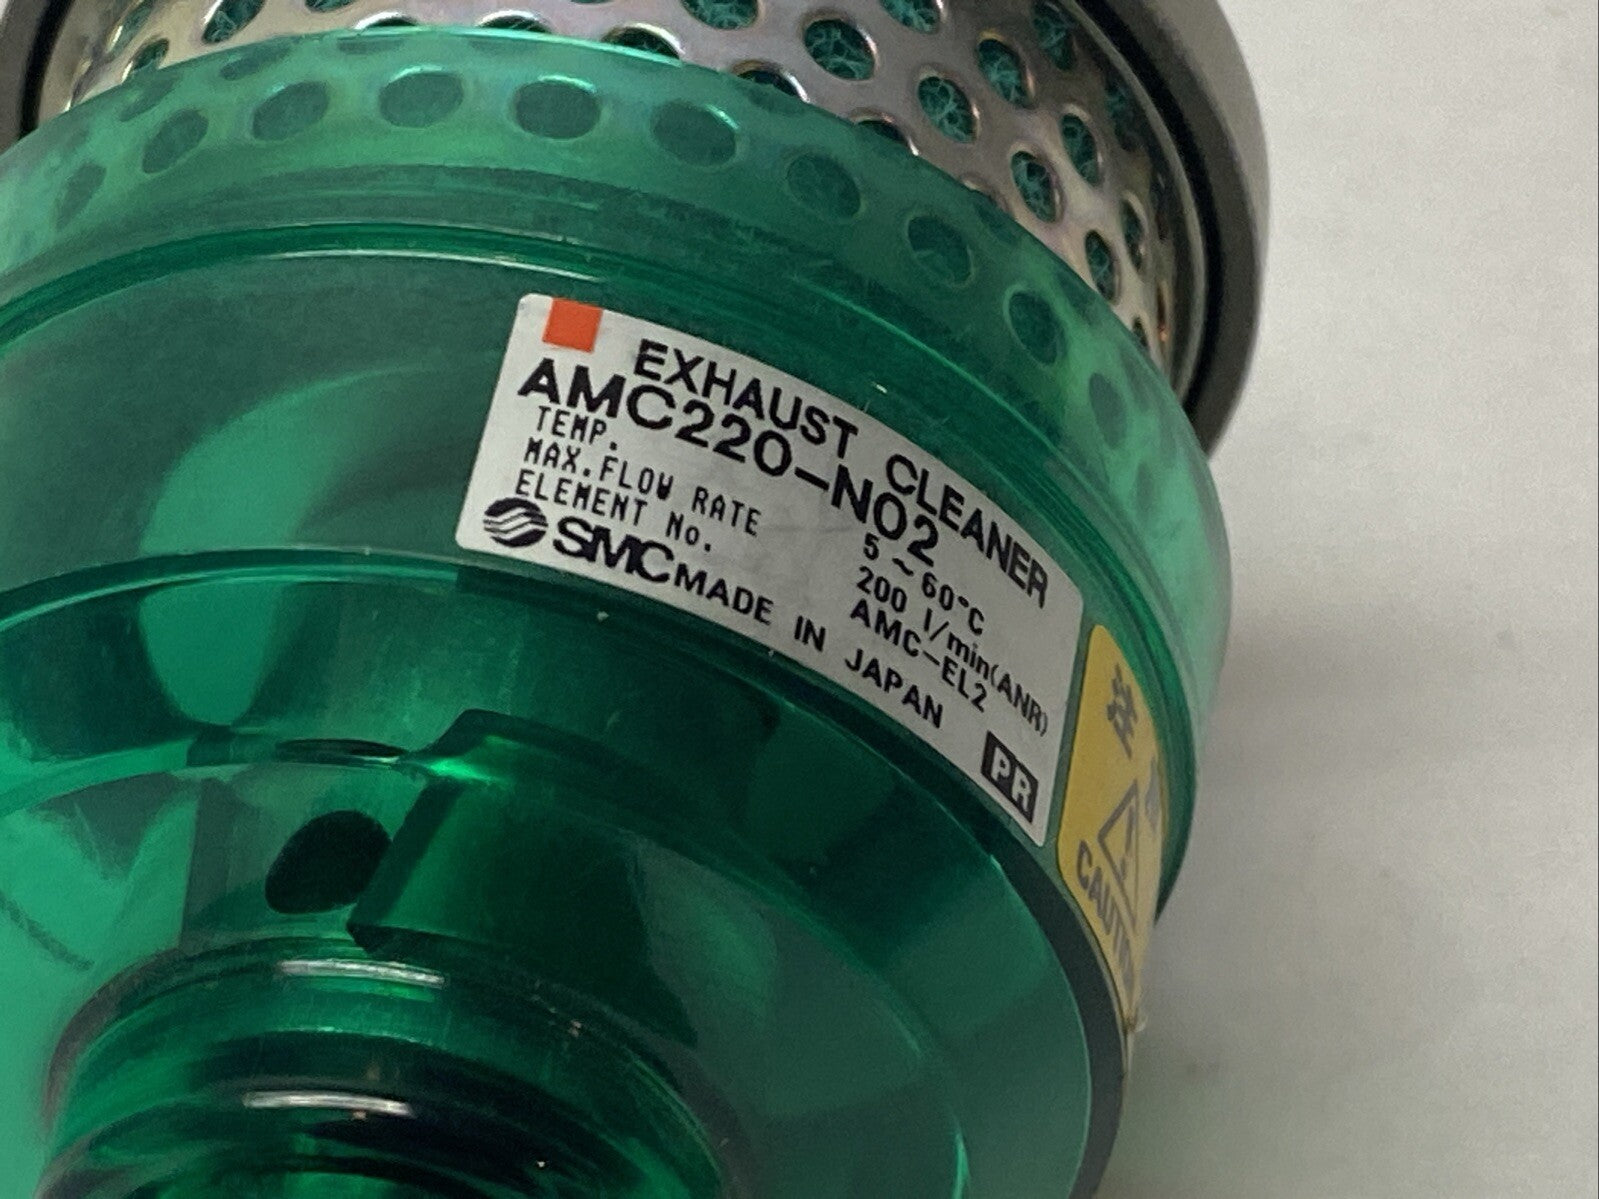 EXHAUST CLEANER
AMC220-N02
TEMP. 5~60°C
MAX.FLOW RATE 200 l/min(ANR)
ELEMENT No. AMC-EL2
SMC MADE IN JAPAN
PR
注
CAUTION